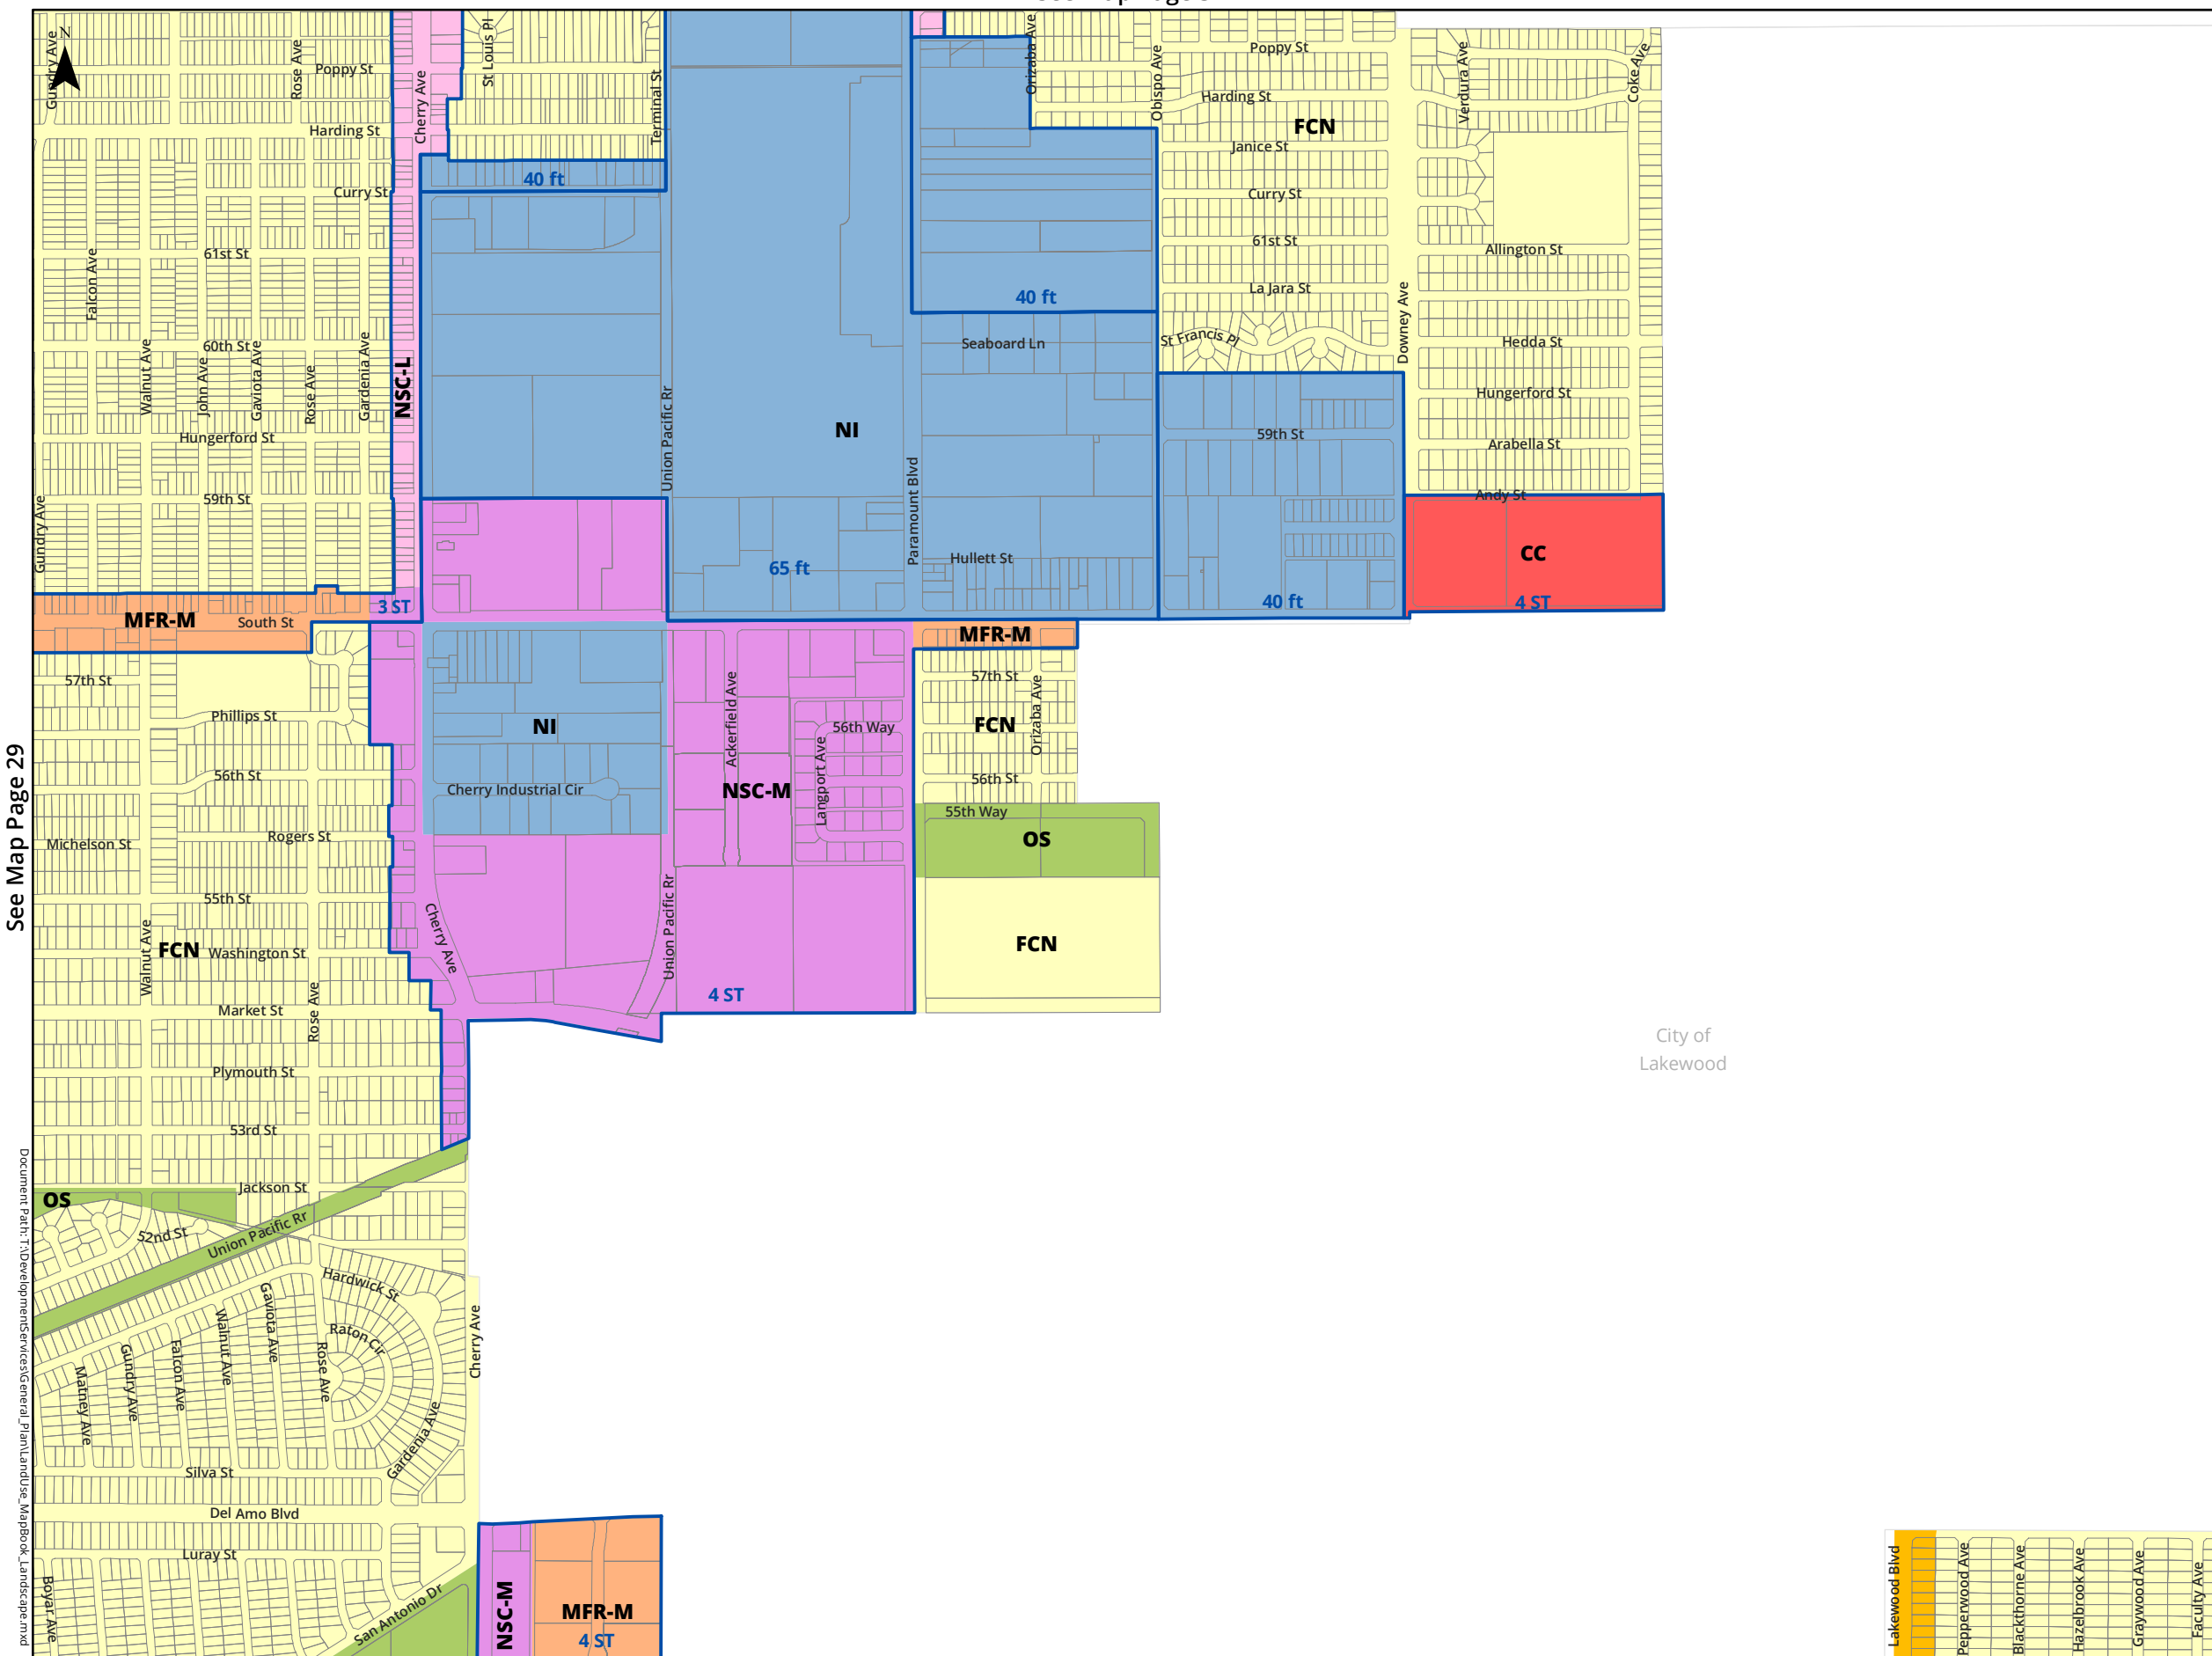 N
Gundry Ave
Rose Ave
Poppy St
Cherry Ave
St Louis Pl
Terminal St
Harding St
Curry St
40 ft
61st St
Falcon Ave
60th St
Walnut Ave
John Ave
Gaviota Ave
Rose Ave
Gardenia Ave
NSC-L
Hungerford St
59th St
Gundry Ave
Union Pacific Rr
NI
65 ft
Paramount Blvd
Orizaba Ave
Obispo Ave
Poppy St
Harding St
FCN
Janice St
Curry St
61st St
La Jara St
St Francis Pl
40 ft
Seaboard Ln
Hullett St
59th St
40 ft
Downey Ave
Verdura Ave
Coke Ave
Allington St
Hedda St
Hungerford St
Arabella St
Andy St
CC
4 ST
3 ST
MFR-M
South St
57th St
Phillips St
56th St
Rogers St
Michelson St
55th St
Walnut Ave
FCN
Washington St
Market St
Rose Ave
Plymouth St
53rd St
Jackson St
NI
Cherry Industrial Cir
Cherry Ave
Union Pacific Rr
Ackerfield Ave
NSC-M
Langport Ave
56th Way
4 ST
MFR-M
57th St
FCN
Orizaba Ave
56th St
55th Way
OS
FCN
City of
Lakewood
See Map Page 29
Document Path: T:\DevelopmentServices\General_Plan\LandUse_MapBook_Landscape.mxd
OS
52nd St
Union Pacific Rr
Hardwick St
Raton Cir
Gaviota Ave
Walnut Ave
Falcon Ave
Gundry Ave
Matney Ave
Rose Ave
Gardenia Ave
Cherry Ave
Silva St
Del Amo Blvd
Luray St
Boyar Ave
San Antonio Dr
NSC-M
MFR-M
4 ST
Lakewood Blvd
Pepperwood Ave
Blackthorne Ave
Hazelbrook Ave
Graywood Ave
Faculty Ave